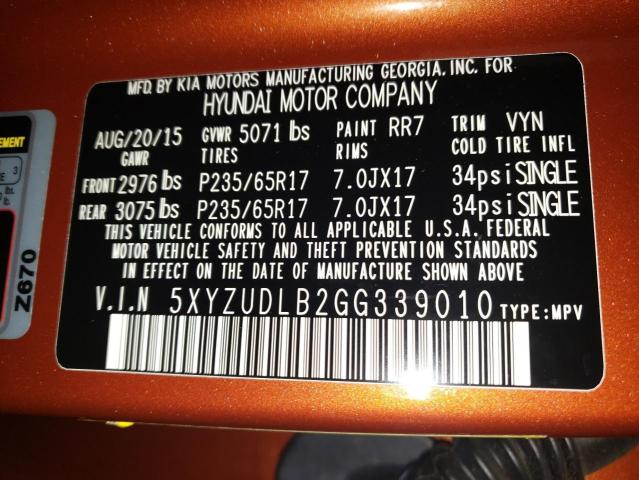 MFD. BY KIA MOTORS MANUFACTURING GEORGIA, INC. FOR
HYUNDAI MOTOR COMPANY
AUG/20/15 GVWR 5071 lbs PAINT RR7 TRIM VYN
GAWR TIRES RIMS COLD TIRE INFL
FRONT 2976 lbs P235/65R17 7.0JX17 34psi SINGLE
REAR 3075 lbs P235/65R17 7.0JX17 34psi SINGLE
THIS VEHICLE CONFORMS TO ALL APPLICABLE U.S.A. FEDERAL
MOTOR VEHICLE SAFETY AND THEFT PREVENTION STANDARDS
IN EFFECT ON THE DATE OF MANUFACTURE SHOWN ABOVE
V.I.N 5XYZUDLB2GG339010 TYPE:MPV
Z670